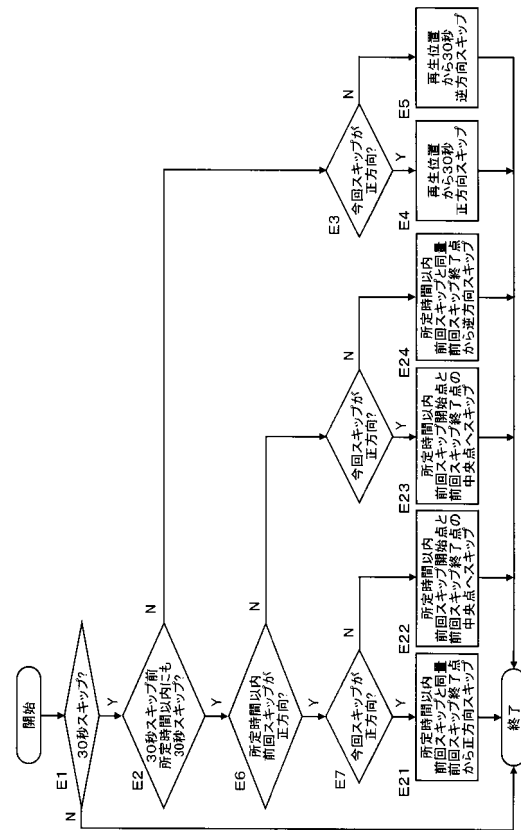 開始
E1
30秒スキップ?
N
Y
E2
30秒スキップ前
所定時間以内にも
30秒スキップ?
N
Y
E6
所定時間以内
前回スキップが
正方向?
N
Y
E7
今回スキップが
正方向?
N
Y
E21
所定時間以内
前回スキップと同量
前回スキップ終了点
から正方向スキップ
E22
所定時間以内
前回スキップ開始点と
前回スキップ終了点の
中央点へスキップ
今回スキップが
正方向?
N
Y
E23
所定時間以内
前回スキップ開始点と
前回スキップ終了点の
中央点へスキップ
E24
所定時間以内
前回スキップと同量
前回スキップ終了点
から逆方向スキップ
E3
今回スキップが
正方向?
N
Y
E4
再生位置
から30秒
正方向スキップ
E5
再生位置
から30秒
逆方向スキップ
終了